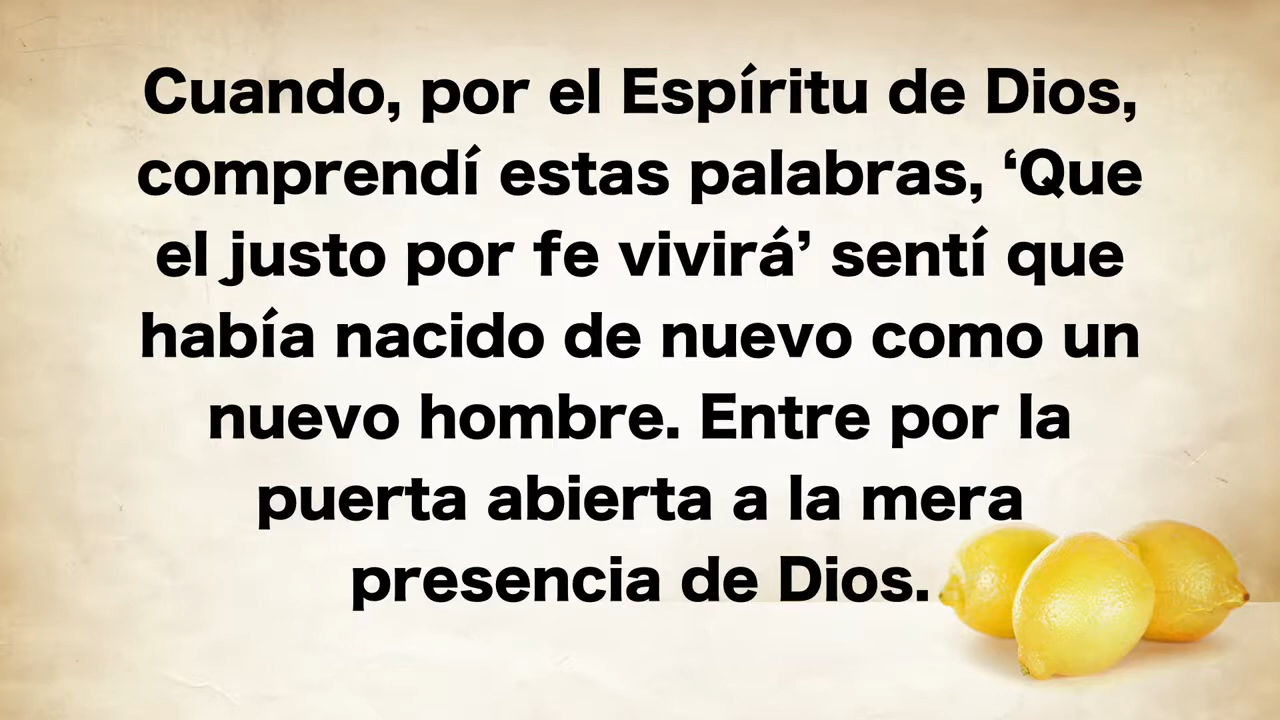 Cuando, por el Espíritu de Dios,
comprendí estas palabras, ‘Que
el justo por fe vivirá’ sentí que
había nacido de nuevo como un
nuevo hombre. Entre por la
puerta abierta a la mera
presencia de Dios.